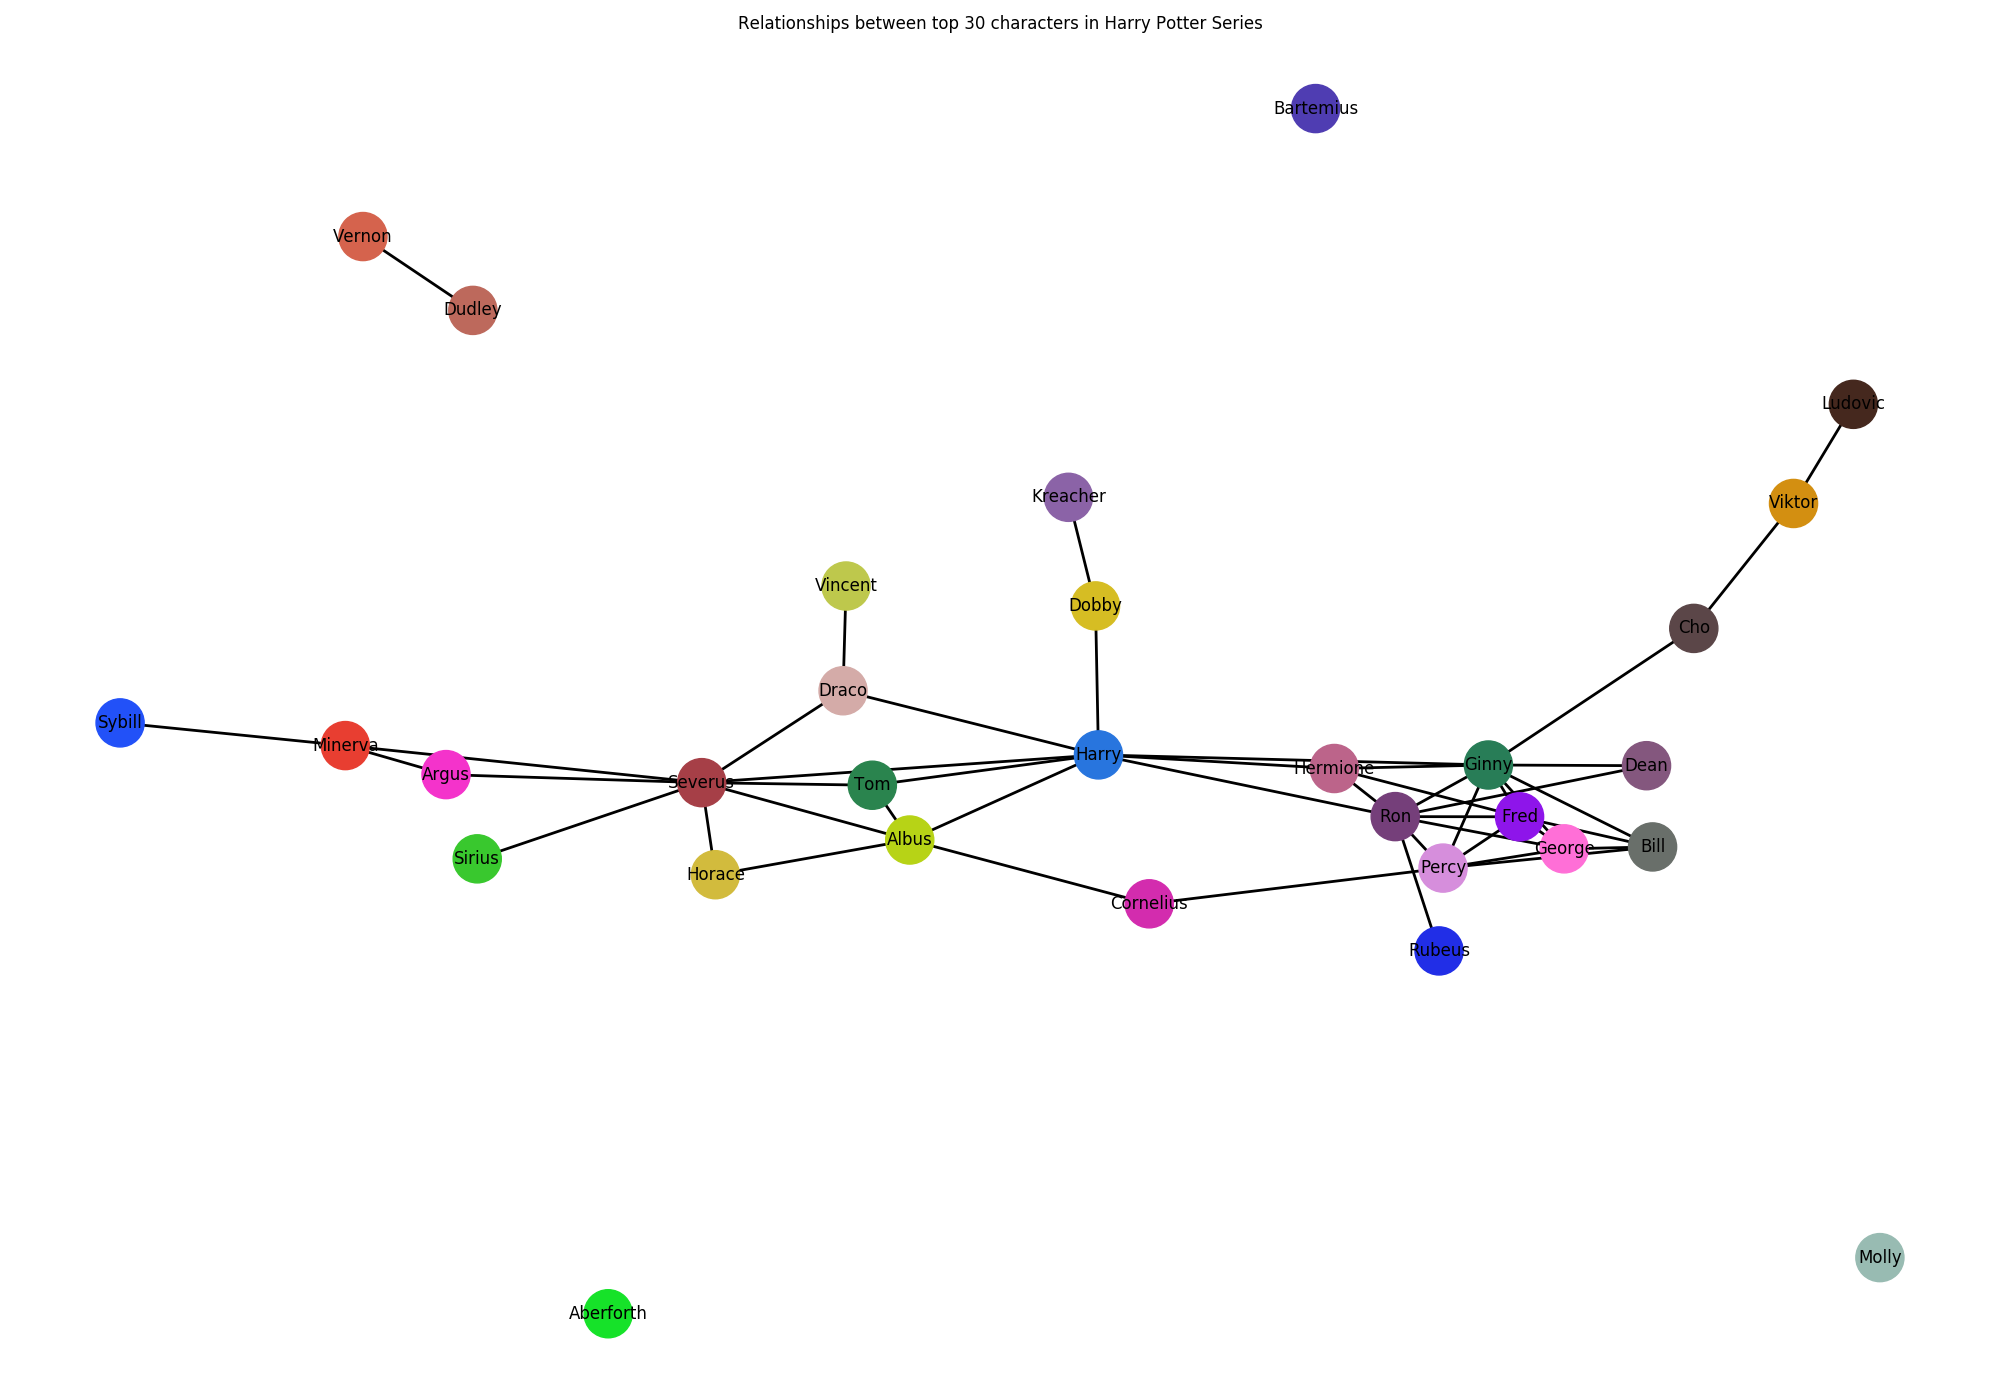 Relationships between top 30 characters in Harry Potter Series
Bartemius
Vernon
Dudley
Ludovic
Kreacher
Viktor
Vincent
Dobby
Cho
Draco
Sybill
Minerva
Harry
Argus
Hermione
Ginny
Dean
Severus
Tom
Ron
Fred
Albus
Bill
George
Sirius
Percy
Horace
Cornelius
Rubeus
Molly
Aberforth